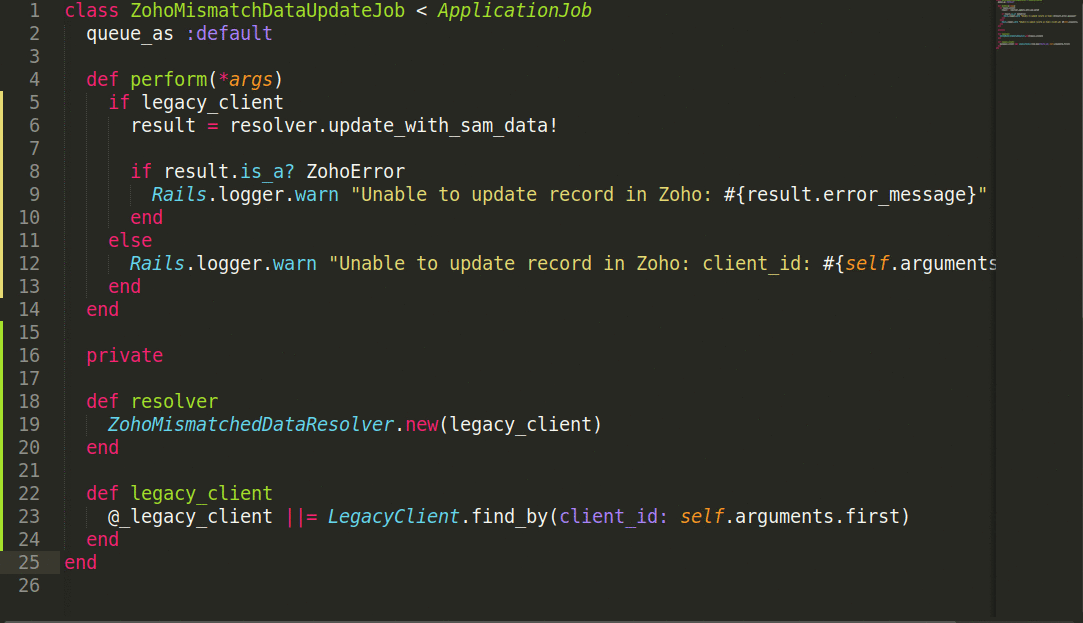 1 class ZohoMismatchDataUpdateJob < ApplicationJob
2   queue_as :default
3
4   def perform(*args)
5     if legacy_client
6       result = resolver.update_with_sam_data!
7
8       if result.is_a? ZohoError
9         Rails.logger.warn "Unable to update record in Zoho: #{result.error_message}"
10       end
11     else
12       Rails.logger.warn "Unable to update record in Zoho: client_id: #{self.arguments
13     end
14   end
15
16   private
17
18   def resolver
19     ZohoMismatchedDataResolver.new(legacy_client)
20   end
21
22   def legacy_client
23     @_legacy_client ||= LegacyClient.find_by(client_id: self.arguments.first)
24   end
25 end
26